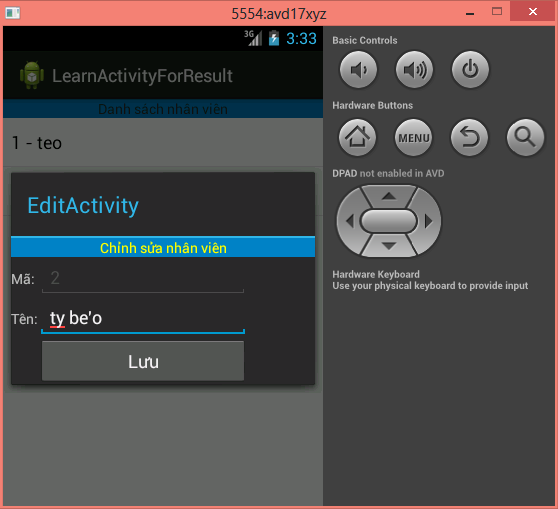 5554:avd17xyz
3G 3:33
LearnActivityForResult
Danh sách nhân viên
1 - teo
EditActivity
Chỉnh sửa nhân viên
Mã: 2
Tên: ty be'o
Lưu
Basic Controls
Hardware Buttons
MENU
DPAD not enabled in AVD
Hardware Keyboard
Use your physical keyboard to provide input